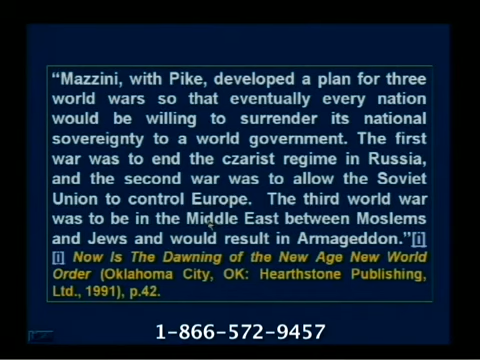 “Mazzini, with Pike, developed a plan for three
world wars so that eventually every nation
would be willing to surrender its national
sovereignty to a world government. The first
war was to end the czarist regime in Russia,
and the second war was to allow the Soviet
Union to control Europe. The third world war
was to be in the Middle East between Moslems
and Jews and would result in Armageddon.”[i]
[i] Now Is The Dawning of the New Age New World
Order (Oklahoma City, OK: Hearthstone Publishing,
Ltd., 1991), p.42.
1-866-572-9457